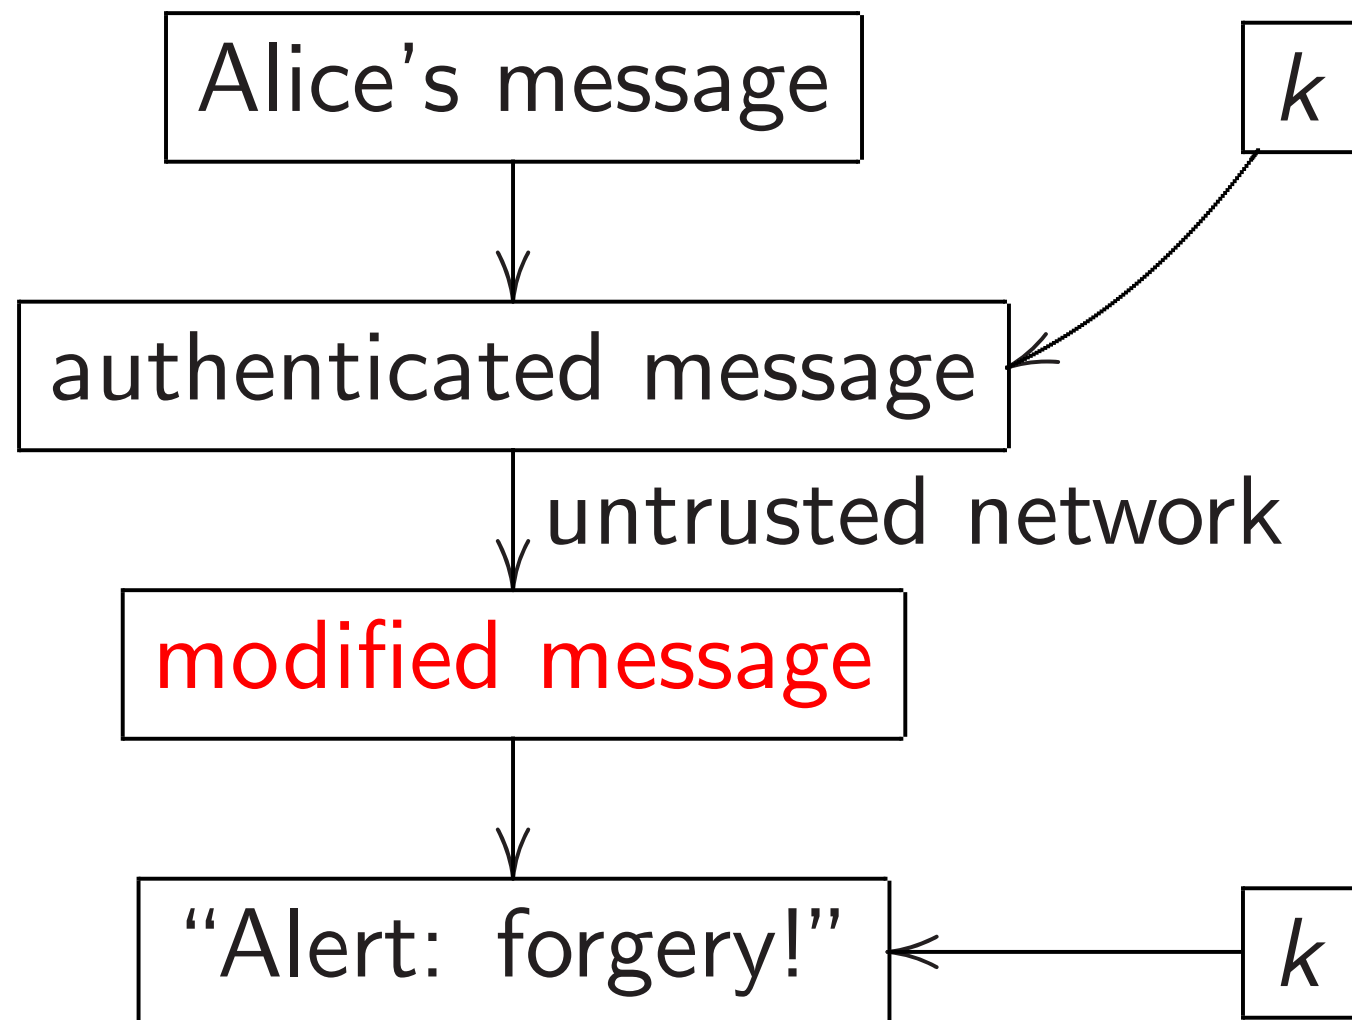 Alice’s message
k
authenticated message
untrusted network
modified message
“Alert: forgery!”
k